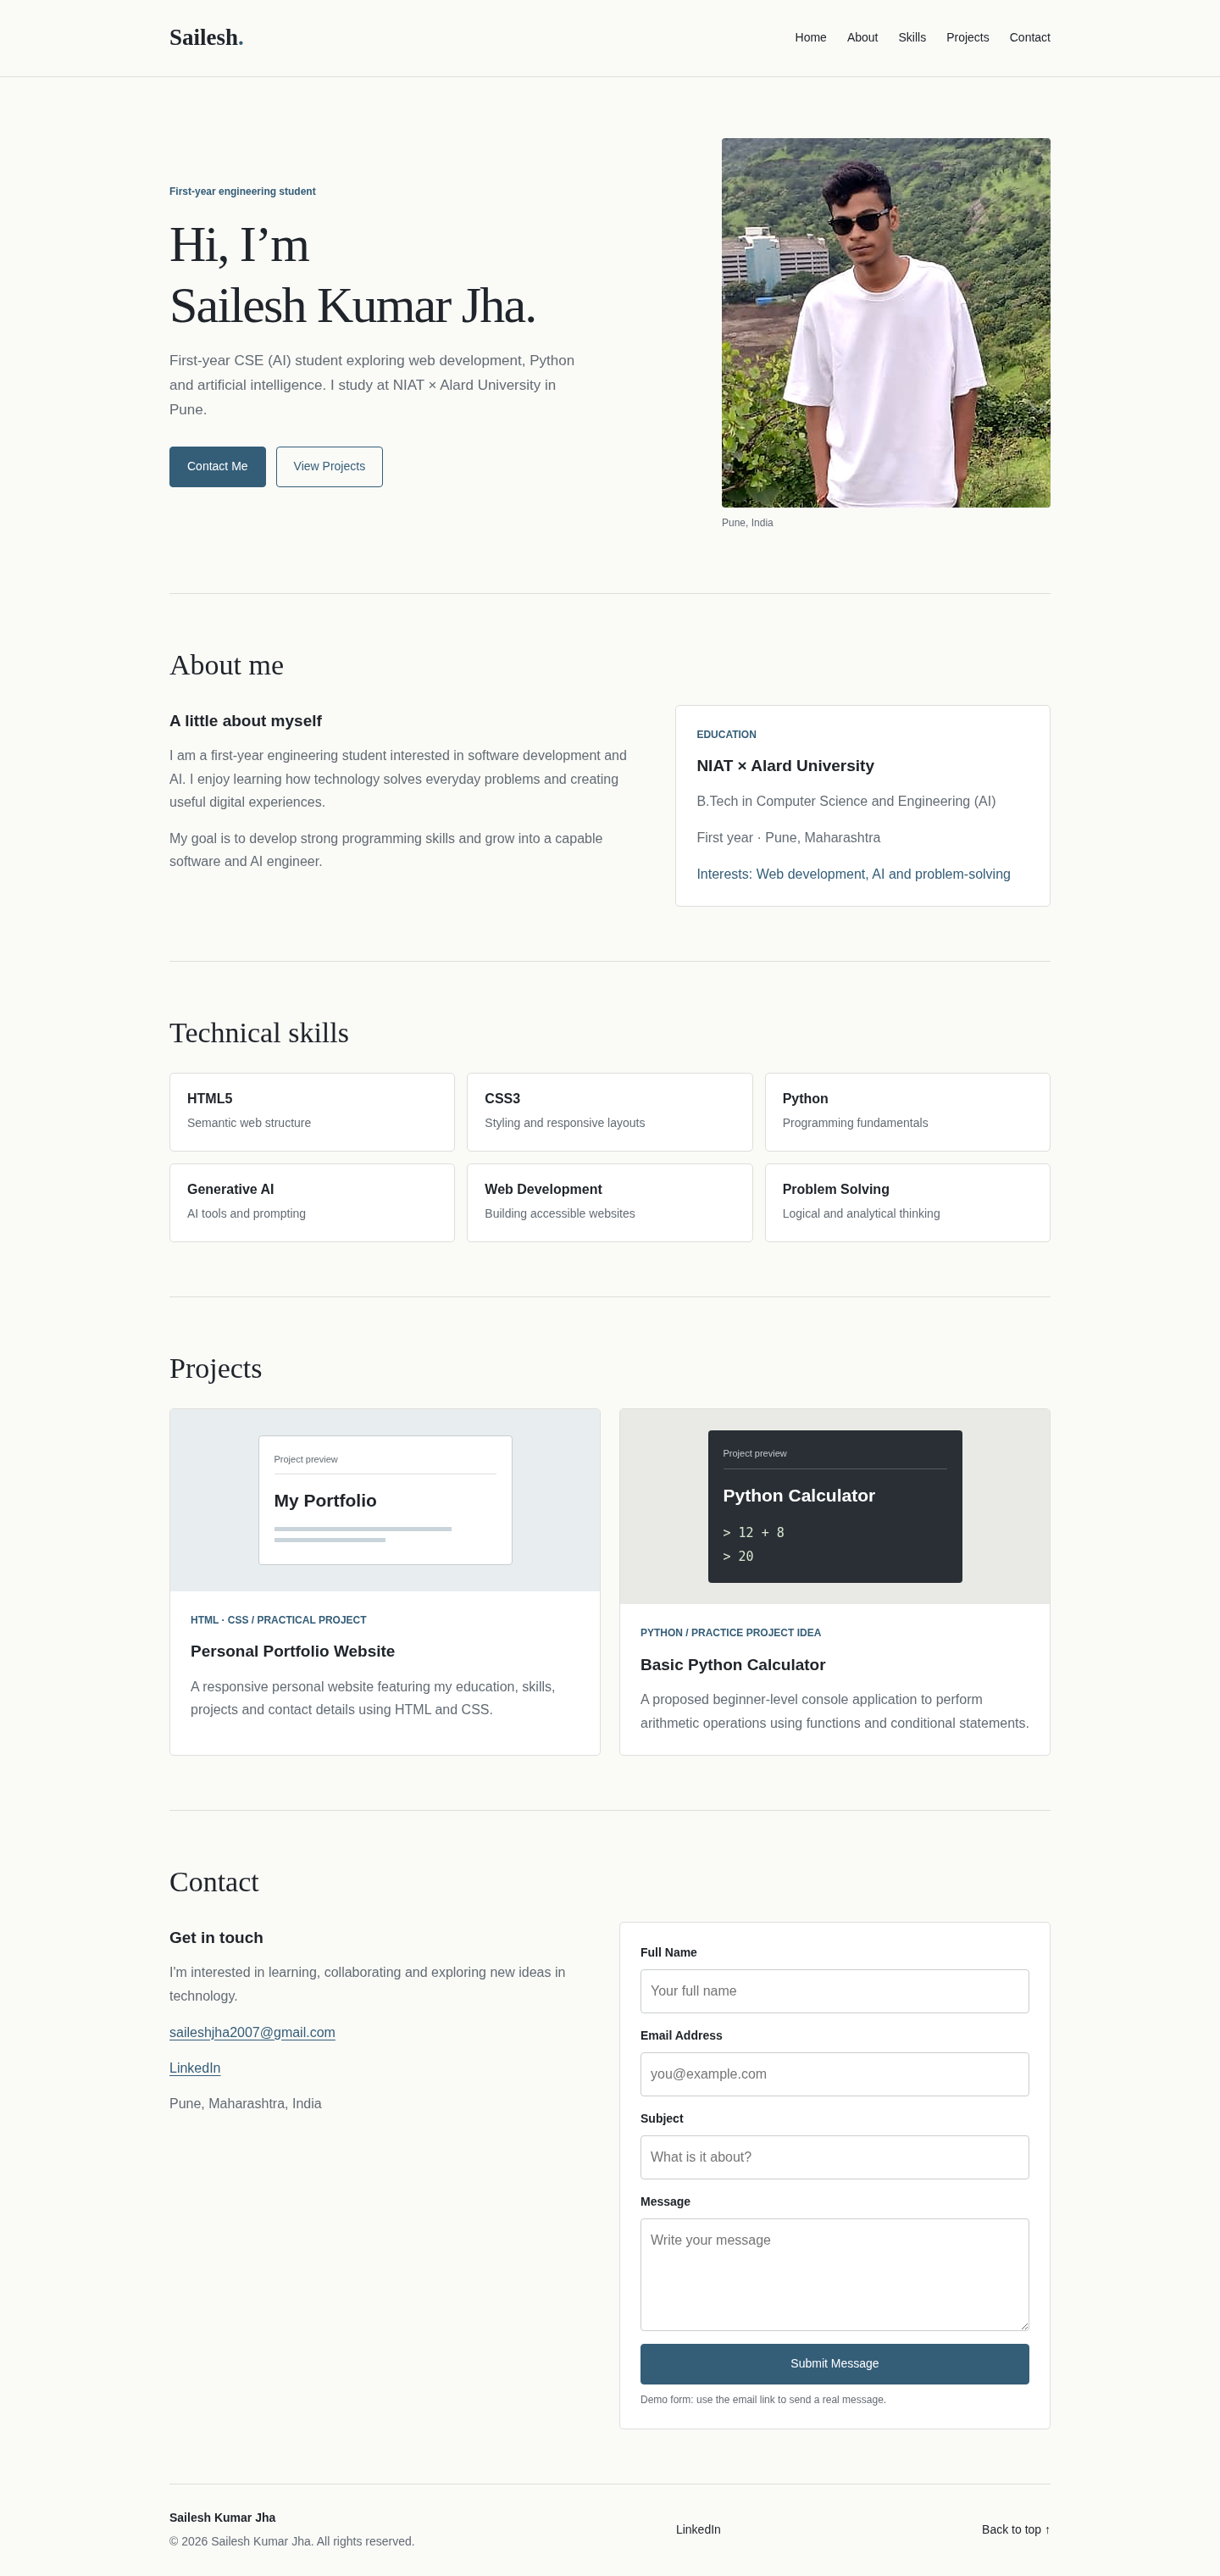 Sailesh.
Home About Skills Projects Contact
First-year engineering student
Hi, I’m
Sailesh Kumar Jha.
First-year CSE (AI) student exploring web development, Python
and artificial intelligence. I study at NIAT × Alard University in
Pune.
Contact Me View Projects
Pune, India
About me
A little about myself
I am a first-year engineering student interested in software development and
AI. I enjoy learning how technology solves everyday problems and creating
useful digital experiences.
My goal is to develop strong programming skills and grow into a capable
software and AI engineer.
EDUCATION
NIAT × Alard University
B.Tech in Computer Science and Engineering (AI)
First year · Pune, Maharashtra
Interests: Web development, AI and problem-solving
Technical skills
HTML5
Semantic web structure
CSS3
Styling and responsive layouts
Python
Programming fundamentals
Generative AI
AI tools and prompting
Web Development
Building accessible websites
Problem Solving
Logical and analytical thinking
Projects
Project preview
My Portfolio
HTML · CSS / PRACTICAL PROJECT
Personal Portfolio Website
A responsive personal website featuring my education, skills,
projects and contact details using HTML and CSS.
Project preview
Python Calculator
> 12 + 8
> 20
PYTHON / PRACTICE PROJECT IDEA
Basic Python Calculator
A proposed beginner-level console application to perform
arithmetic operations using functions and conditional statements.
Contact
Get in touch
I'm interested in learning, collaborating and exploring new ideas in
technology.
saileshjha2007@gmail.com
LinkedIn
Pune, Maharashtra, India
Full Name
Your full name
Email Address
you@example.com
Subject
What is it about?
Message
Write your message
Submit Message
Demo form: use the email link to send a real message.
Sailesh Kumar Jha
© 2026 Sailesh Kumar Jha. All rights reserved.
LinkedIn
Back to top ↑